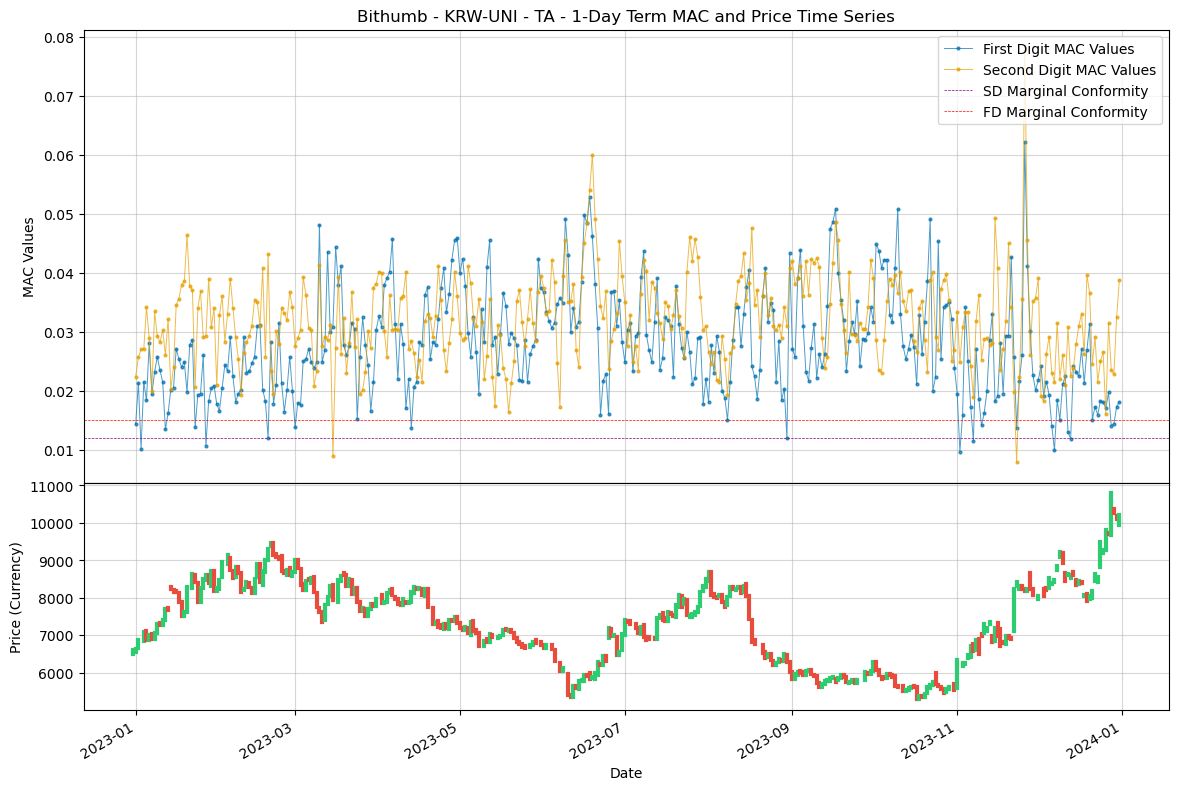 Bithumb - KRW-UNI - TA - 1-Day Term MAC and Price Time Series
First Digit MAC Values
Second Digit MAC Values
SD Marginal Conformity
FD Marginal Conformity
MAC Values
0.08
0.07
0.06
0.05
0.04
0.03
0.02
0.01
Price (Currency)
11000
10000
9000
8000
7000
6000
2023-01
2023-03
2023-05
2023-07
2023-09
2023-11
2024-01
Date